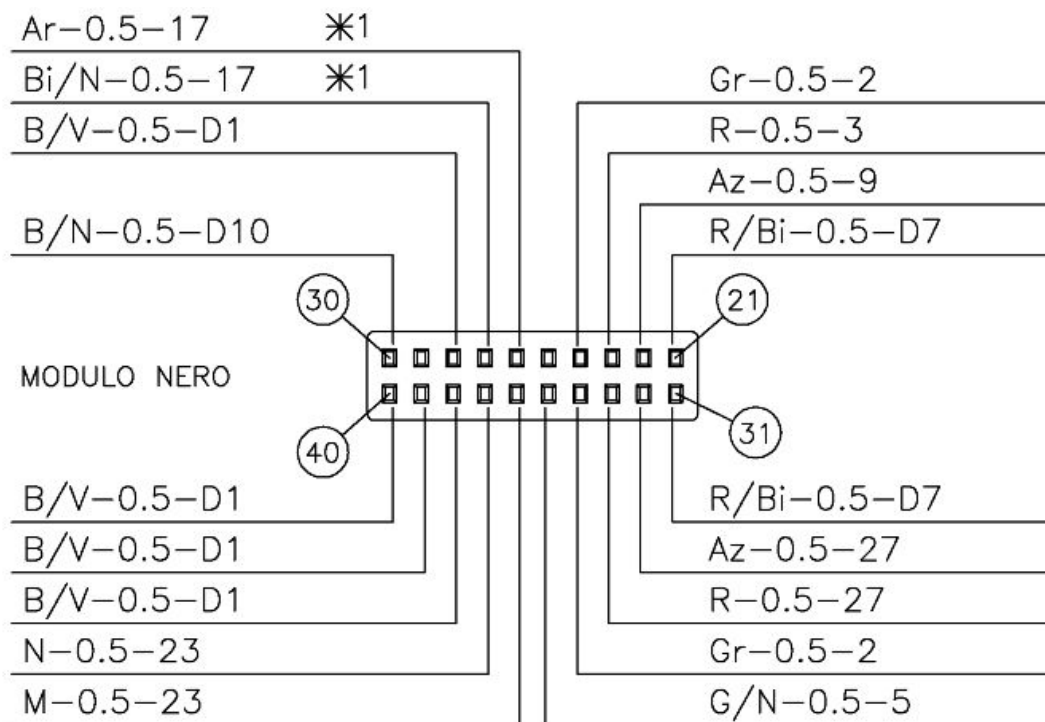 Ar-0.5-17 ✳1
Bi/N-0.5-17 ✳1
B/V-0.5-D1
B/N-0.5-D10
Gr-0.5-2
R-0.5-3
Az-0.5-9
R/Bi-0.5-D7
30
21
MODULO NERO
40
31
B/V-0.5-D1
B/V-0.5-D1
B/V-0.5-D1
N-0.5-23
M-0.5-23
R/Bi-0.5-D7
Az-0.5-27
R-0.5-27
Gr-0.5-2
G/N-0.5-5